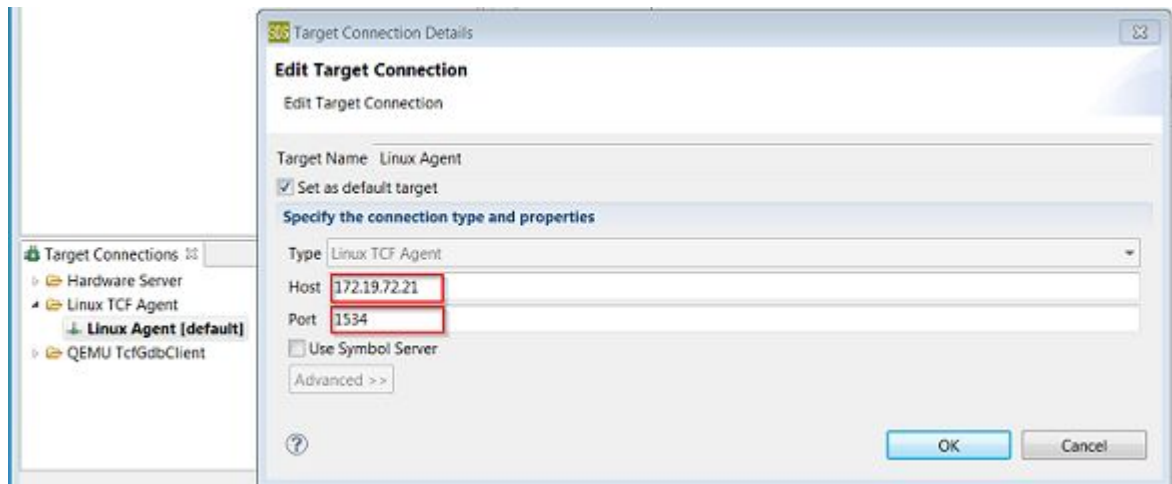 SDS Target Connection Details
Edit Target Connection
Edit Target Connection
Target Name Linux Agent
Set as default target
Specify the connection type and properties
Type Linux TCF Agent
Host 172.19.72.21
Port 1534
Use Symbol Server
Advanced >>
OK Cancel
Target Connections
Hardware Server
Linux TCF Agent
Linux Agent [default]
QEMU TcfGdbClient